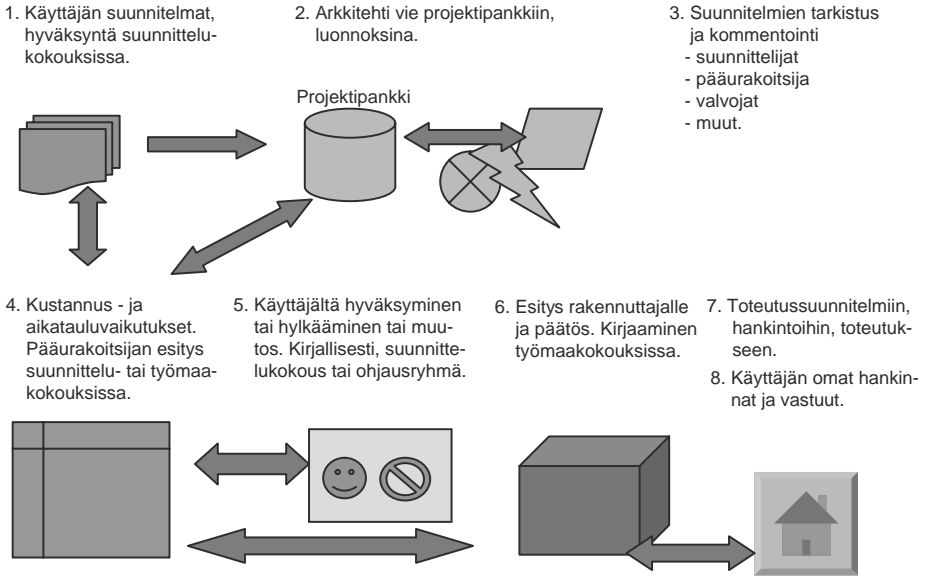 1. Käyttäjän suunnitelmat,
hyväksyntä suunnittelu-
kokouksissa.
2. Arkkitehti vie projektipankkiin,
luonnoksina.
3. Suunnitelmien tarkistus
ja kommentointi
- suunnittelijat
- pääurakoitsija
- valvojat
- muut.
Projektipankki
4. Kustannus - ja
aikatauluvaikutukset.
Pääurakoitsijan esitys
suunnittelu- tai työmaa-
kokouksissa.
5. Käyttäjältä hyväksyminen
tai hylkääminen tai muu-
tos. Kirjallisesti, suunnitte-
lukokous tai ohjausryhmä.
6. Esitys rakennuttajalle
ja päätös. Kirjaaminen
työmaakokouksissa.
7. Toteutussuunnitelmiin,
hankintoihin, toteutuk-
seen.
8. Käyttäjän omat hankin-
nat ja vastuut.